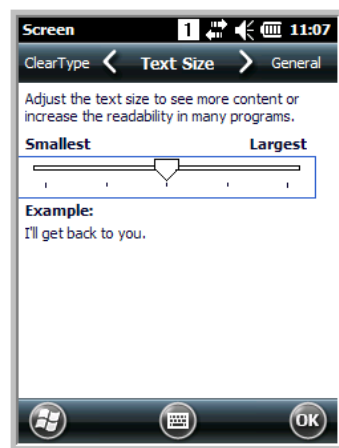 Screen 1 11:07
ClearType Text Size General
Adjust the text size to see more content or
increase the readability in many programs.
Smallest Largest
Example:
I'll get back to you.
OK